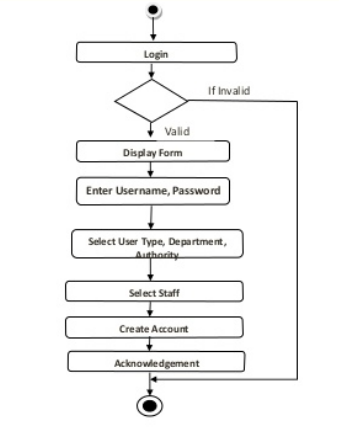 Login
If Invalid
Valid
Display Form
Enter Username, Password
Select User Type, Department,
Authority
Select Staff
Create Account
Acknowledgement